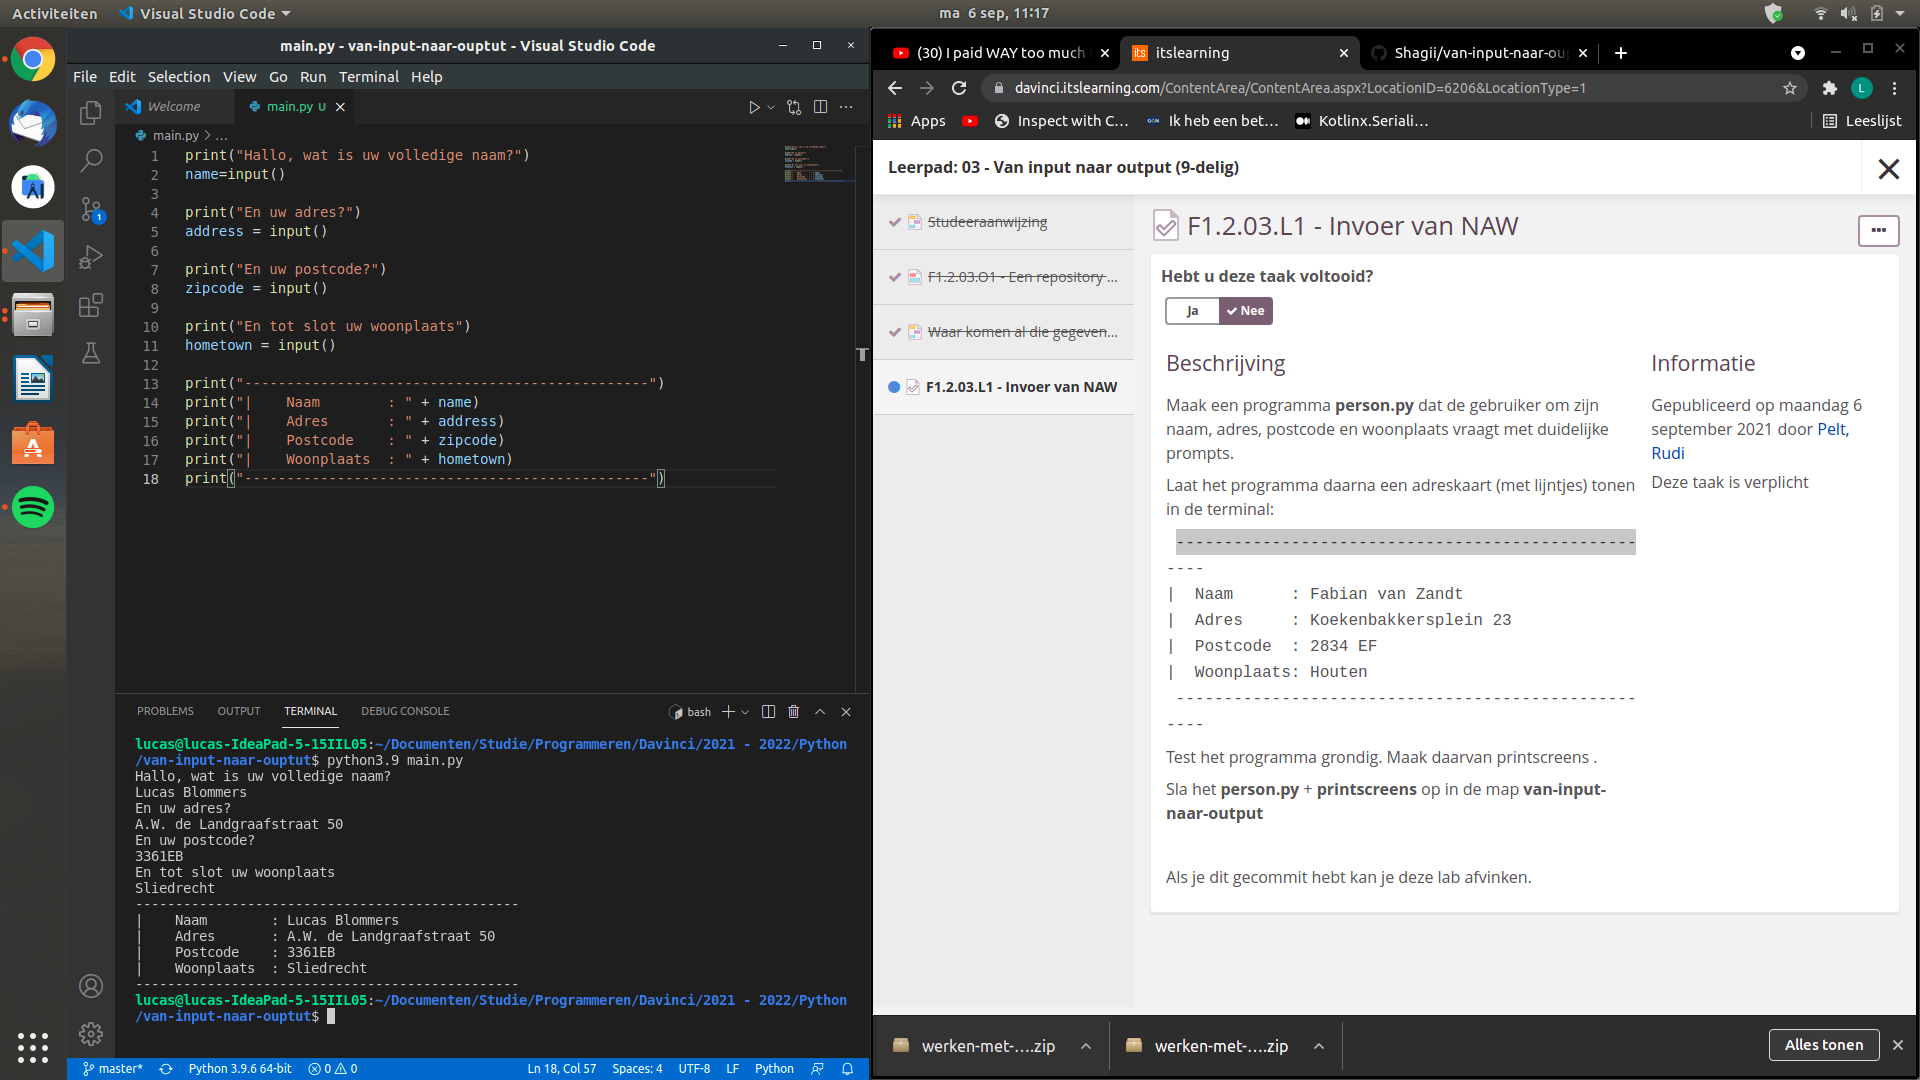 Activiteiten
Visual Studio Code
ma 6 sep, 11:17
main.py - van-input-naar-ouptut - Visual Studio Code
File Edit Selection View Go Run Terminal Help
Welcome
main.py U
main.py > ...
1 print("Hallo, wat is uw volledige naam?")
2 name=input()
3
4 print("En uw adres?")
5 address = input()
6
7 print("En uw postcode?")
8 zipcode = input()
9
10 print("En tot slot uw woonplaats")
11 hometown = input()
12
13 print("------------------------------------------------")
14 print("|    Naam        : " + name)
15 print("|    Adres       : " + address)
16 print("|    Postcode    : " + zipcode)
17 print("|    Woonplaats  : " + hometown)
18 print("------------------------------------------------")
1
PROBLEMS OUTPUT TERMINAL DEBUG CONSOLE
bash
lucas@lucas-IdeaPad-5-15IIL05:~/Documenten/Studie/Programmeren/Davinci/2021 - 2022/Python
/van-input-naar-ouptut$ python3.9 main.py
Hallo, wat is uw volledige naam?
Lucas Blommers
En uw adres?
A.W. de Landgraafstraat 50
En uw postcode?
3361EB
En tot slot uw woonplaats
Sliedrecht
------------------------------------------------
|    Naam        : Lucas Blommers
|    Adres       : A.W. de Landgraafstraat 50
|    Postcode    : 3361EB
|    Woonplaats  : Sliedrecht
------------------------------------------------
lucas@lucas-IdeaPad-5-15IIL05:~/Documenten/Studie/Programmeren/Davinci/2021 - 2022/Python
/van-input-naar-ouptut$
master* Python 3.9.6 64-bit 0 0 Ln 18, Col 57 Spaces: 4 UTF-8 LF Python
(30) I paid WAY too much
its itslearning
Shagii/van-input-naar-ou
davinci.itslearning.com/ContentArea/ContentArea.aspx?LocationID=6206&LocationType=1
L
Apps
Inspect with C...
Ik heb een bet...
Kotlinx.Seriali...
Leeslijst
Leerpad: 03 - Van input naar output (9-delig)
Studeeraanwijzing
F1.2.03.O1 - Een repository ...
Waar komen al die gegeven...
F1.2.03.L1 - Invoer van NAW
F1.2.03.L1 - Invoer van NAW
Hebt u deze taak voltooid?
Ja Nee
Beschrijving
Maak een programma person.py dat de gebruiker om zijn
naam, adres, postcode en woonplaats vraagt met duidelijke
prompts.
Laat het programma daarna een adreskaart (met lijntjes) tonen
in de terminal:
------------------------------------------------
----
|  Naam      : Fabian van Zandt
|  Adres     : Koekenbakkersplein 23
|  Postcode  : 2834 EF
|  Woonplaats: Houten
------------------------------------------------
----
Test het programma grondig. Maak daarvan printscreens .
Sla het person.py + printscreens op in de map van-input-
naar-output
Als je dit gecommit hebt kan je deze lab afvinken.
Informatie
Gepubliceerd op maandag 6
september 2021 door Pelt,
Rudi
Deze taak is verplicht
werken-met-....zip
werken-met-....zip
Alles tonen